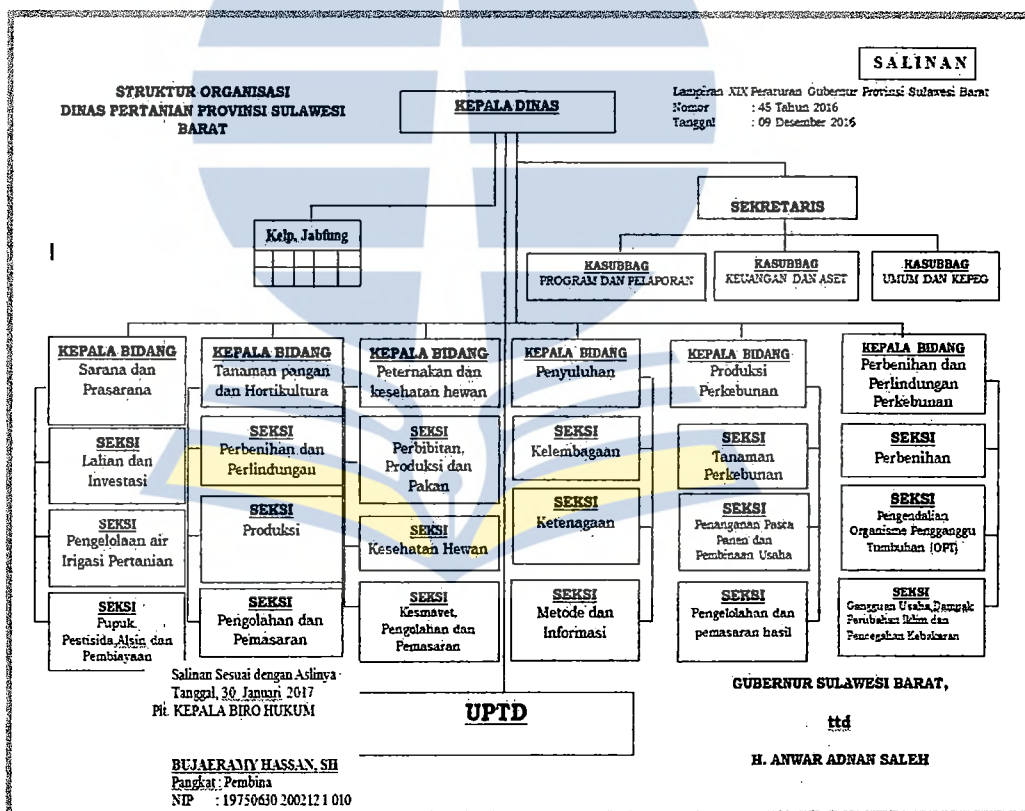 SALINAN
STRUKTUR ORGANISASI
DINAS PERTANIAN PROVINSI SULAWESI
BARAT
KEPALA DINAS
Lampiran XIX Peraturan Gubernur Provinsi Sulawesi Barat
Nomor : 45 Tahun 2016
Tanggal : 09 Desember 2016
SEKRETARIS
Kelp. Jabfung
KASUBBAG
PROGRAM DAN PELAPORAN
KASUBBAG
KEUANGAN DAN ASET
KASUBBAG
UMUM DAN KEPEG
KEPALA BIDANG
Sarana dan
Prasarana
SEKSI
Lahan dan
Investasi
SEKSI
Pengelolaan air
Irigasi Pertanian
SEKSI
Pupuk,
Pestisida,Alsin dan
Pembiayaan
KEPALA BIDANG
Tanaman pangan
dan Hortikultura
SEKSI
Perbenihan dan
Perlindungan
SEKSI
Produksi
SEKSI
Pengolahan dan
Pemasaran
KEPALA BIDANG
Peternakan dan
kesehatan hewan
SEKSI
Perbibitan,
Produksi dan
Pakan
SEKSI
Kesehatan Hewan
SEKSI
Kesmavet,
Pengolahan dan
Pemasaran
KEPALA BIDANG
Penyuluhan
SEKSI
Kelembagaan
SEKSI
Ketenagaan
SEKSI
Metode dan
Informasi
KEPALA BIDANG
Produksi
Perkebunan
SEKSI
Tanaman
Perkebunan
SEKSI
Penanganan Pasca
Panen dan
Pembinaan Usaha
SEKSI
Pengelolahan dan
pemasaran hasil
KEPALA BIDANG
Perbenihan dan
Perlindungan
Perkebunan
SEKSI
Perbenihan
SEKSI
Pengendalian
Organisme Pengganggu
Tumbuhan (OPT)
SEKSI
Gangguan Usaha,Dampak
Perubahan Iklim dan
Pencegahan Kebakaran
Salinan Sesuai dengan Aslinya
Tanggal, 30 Januari 2017
Plt. KEPALA BIRO HUKUM
BUJAERAMY HASSAN, SH
Pangkat : Pembina
NIP : 19750630 200212 1 010
UPTD
GUBERNUR SULAWESI BARAT,
ttd
H. ANWAR ADNAN SALEH